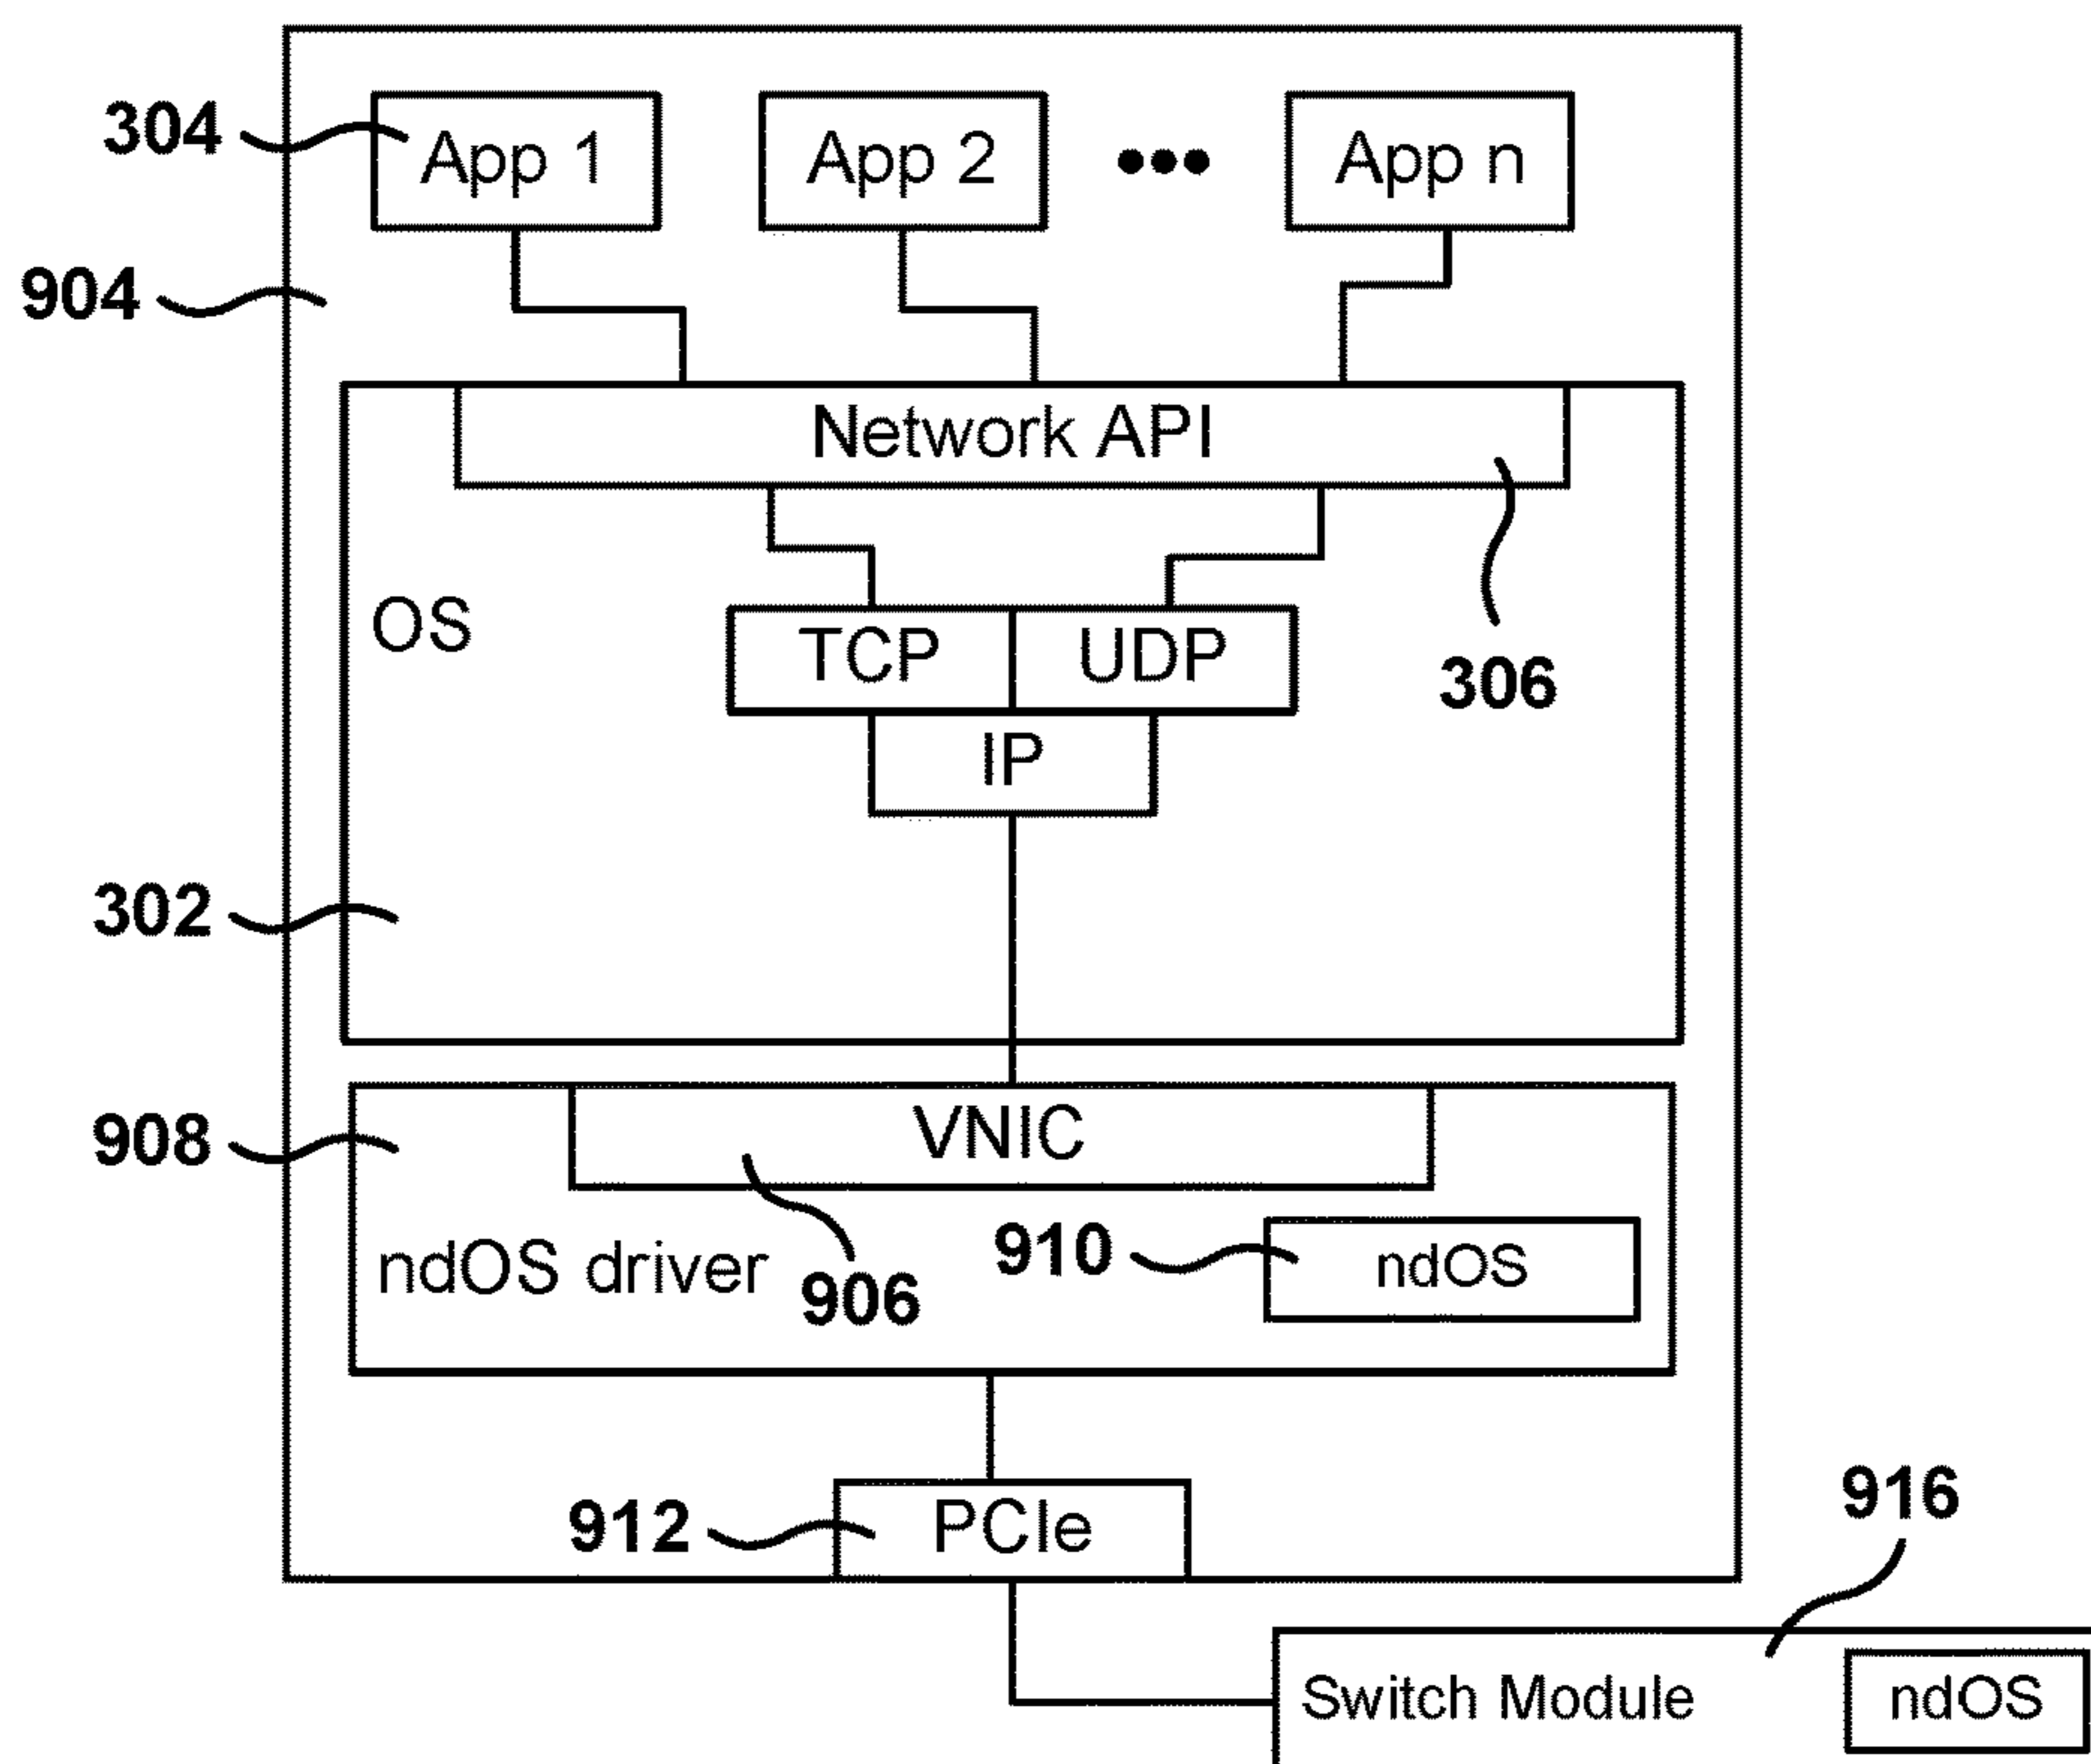 304
App 1
App 2
•••
App n
904
Network API
OS
TCP
UDP
306
IP
302
VNIC
908
ndOS driver
906
910
ndOS
912
PCIe
916
Switch Module
ndOS